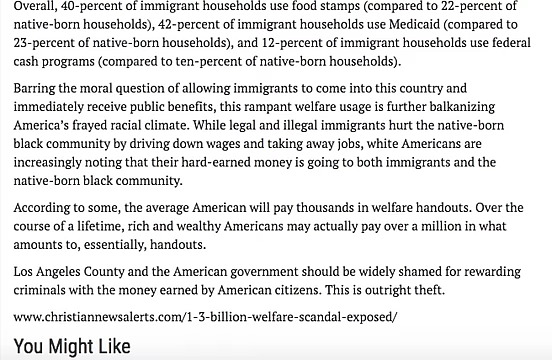 Overall, 40-percent of immigrant households use food stamps (compared to 22-percent of
native-born households), 42-percent of immigrant households use Medicaid (compared to
23-percent of native-born households), and 12-percent of immigrant households use federal
cash programs (compared to ten-percent of native-born households).
Barring the moral question of allowing immigrants to come into this country and
immediately receive public benefits, this rampant welfare usage is further balkanizing
America’s frayed racial climate. While legal and illegal immigrants hurt the native-born
black community by driving down wages and taking away jobs, white Americans are
increasingly noting that their hard-earned money is going to both immigrants and the
native-born black community.
According to some, the average American will pay thousands in welfare handouts. Over the
course of a lifetime, rich and wealthy Americans may actually pay over a million in what
amounts to, essentially, handouts.
Los Angeles County and the American government should be widely shamed for rewarding
criminals with the money earned by American citizens. This is outright theft.
www.christiannewsalerts.com/1-3-billion-welfare-scandal-exposed/
You Might Like